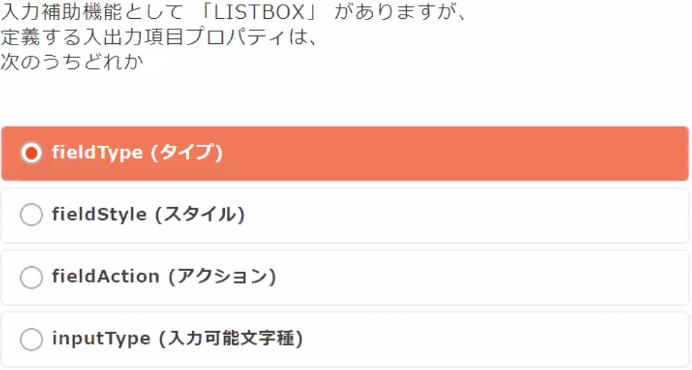 入力補助機能として 「LISTBOX」 がありますが、
定義する入出力項目プロパティは、
次のうちどれか
fieldType (タイプ)
fieldStyle (スタイル)
fieldAction (アクション)
inputType (入力可能文字種)